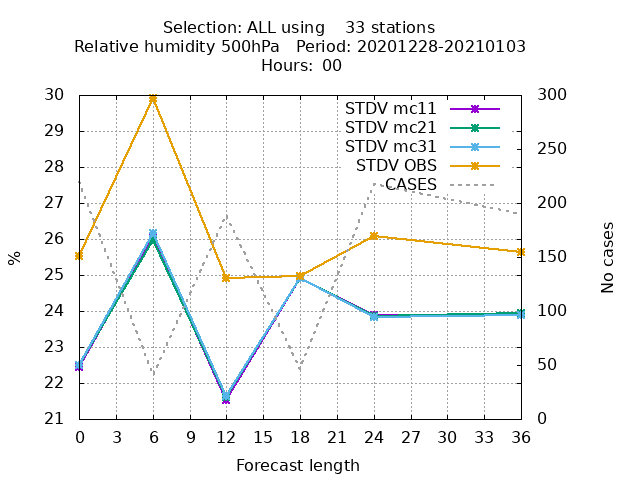 Selection: ALL using    33 stations
Relative humidity 500hPa   Period: 20201228-20210103
Hours: 00
30
29
28
27
26
25
24
23
22
21
%
300
250
200
150
100
50
0
No cases
STDV mc11
STDV mc21
STDV mc31
STDV OBS
CASES
0 3 6 9 12 15 18 21 24 27 30 33 36
Forecast length